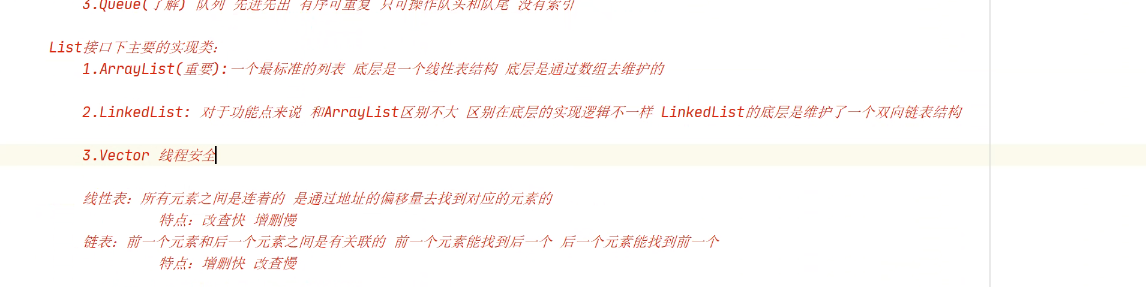 3.Queue(了解) 队列 先进先出 有序可重复 只可操作队头和队尾 没有索引
List接口下主要的实现类:
1.ArrayList(重要):一个最标准的列表 底层是一个线性表结构 底层是通过数组去维护的
2.LinkedList: 对于功能点来说 和ArrayList区别不大 区别在底层的实现逻辑不一样 LinkedList的底层是维护了一个双向链表结构
3.Vector 线程安全
线性表: 所有元素之间是连着的 是通过地址的偏移量去找到对应的元素的
特点: 改查快 增删慢
链表: 前一个元素和后一个元素之间是有关联的 前一个元素能找到后一个 后一个元素能找到前一个
特点: 增删快 改查慢